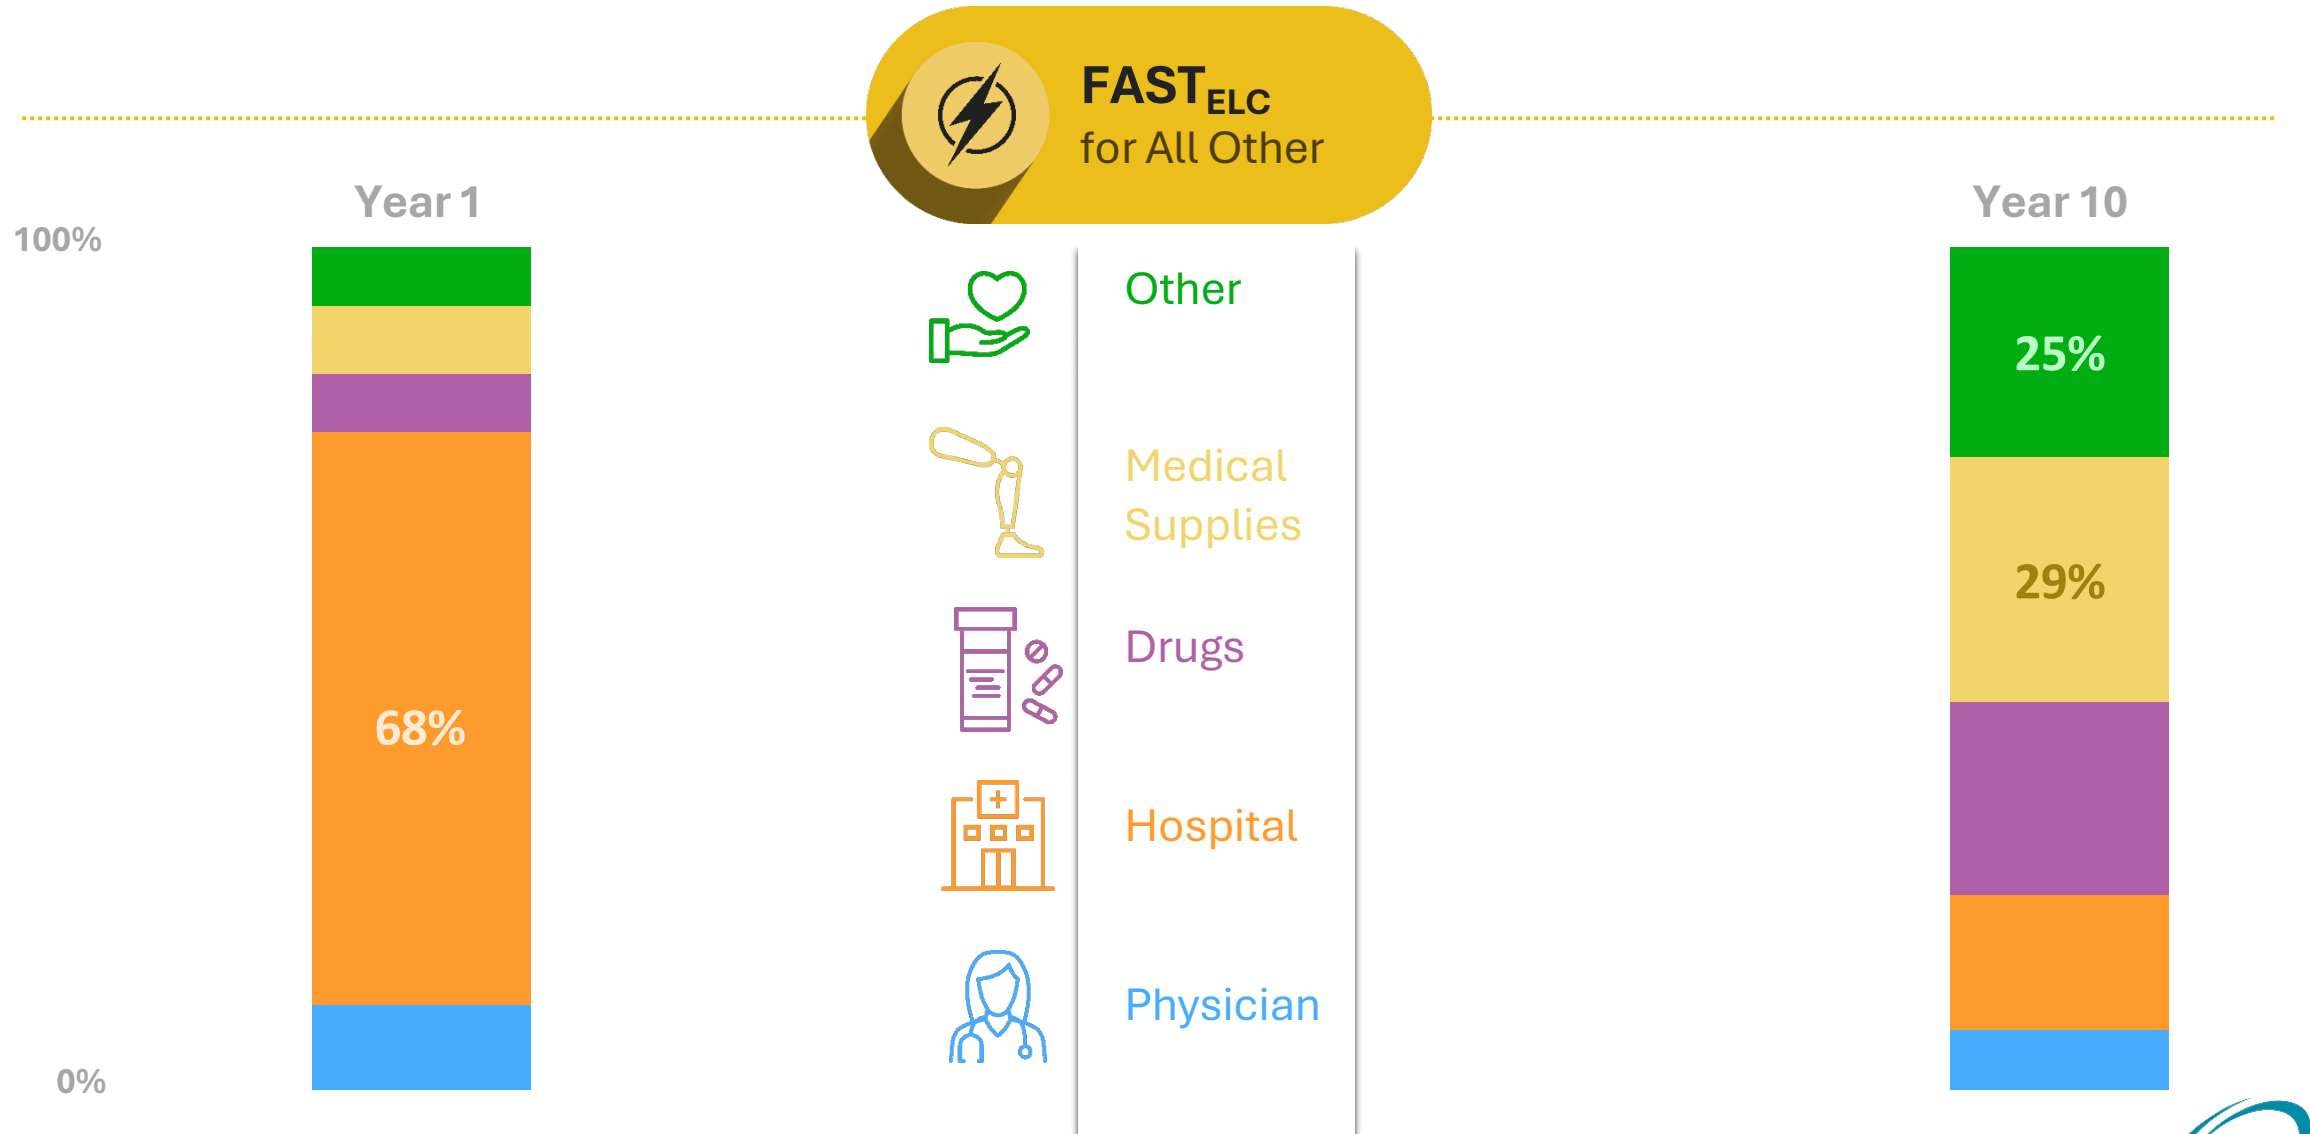 FASTELC
for All Other
Year 1
Year 10
100%
Other
25%
Medical
Supplies
29%
Drugs
68%
Hospital
Physician
0%